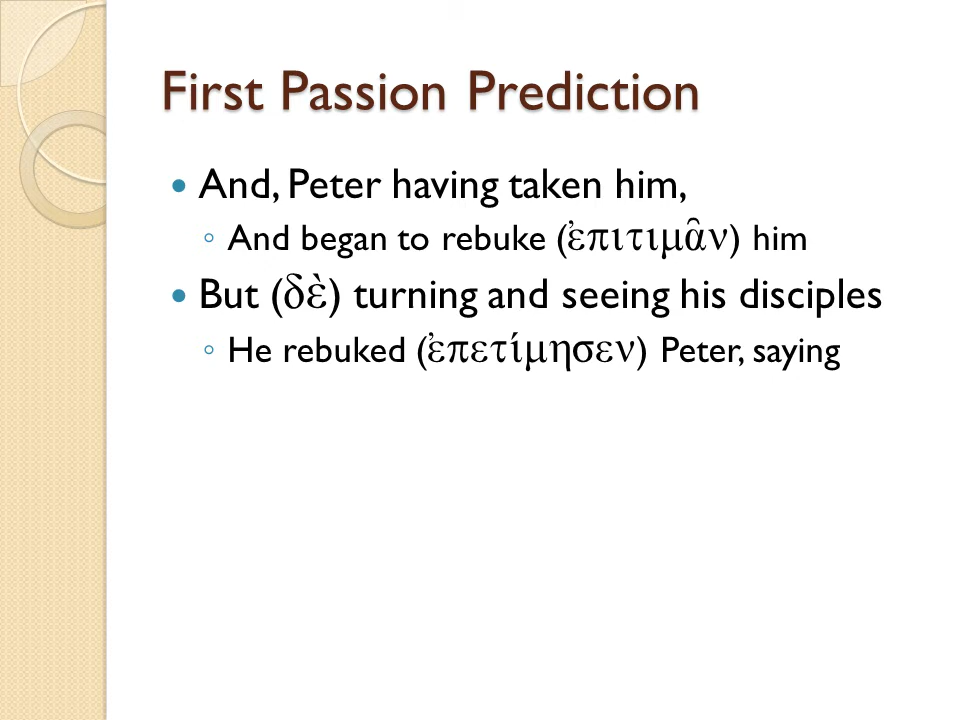 First Passion Prediction
• And, Peter having taken him,
◦ And began to rebuke (ἐπιτιμᾶν) him
• But (δὲ) turning and seeing his disciples
◦ He rebuked (ἐπετίμησεν) Peter, saying